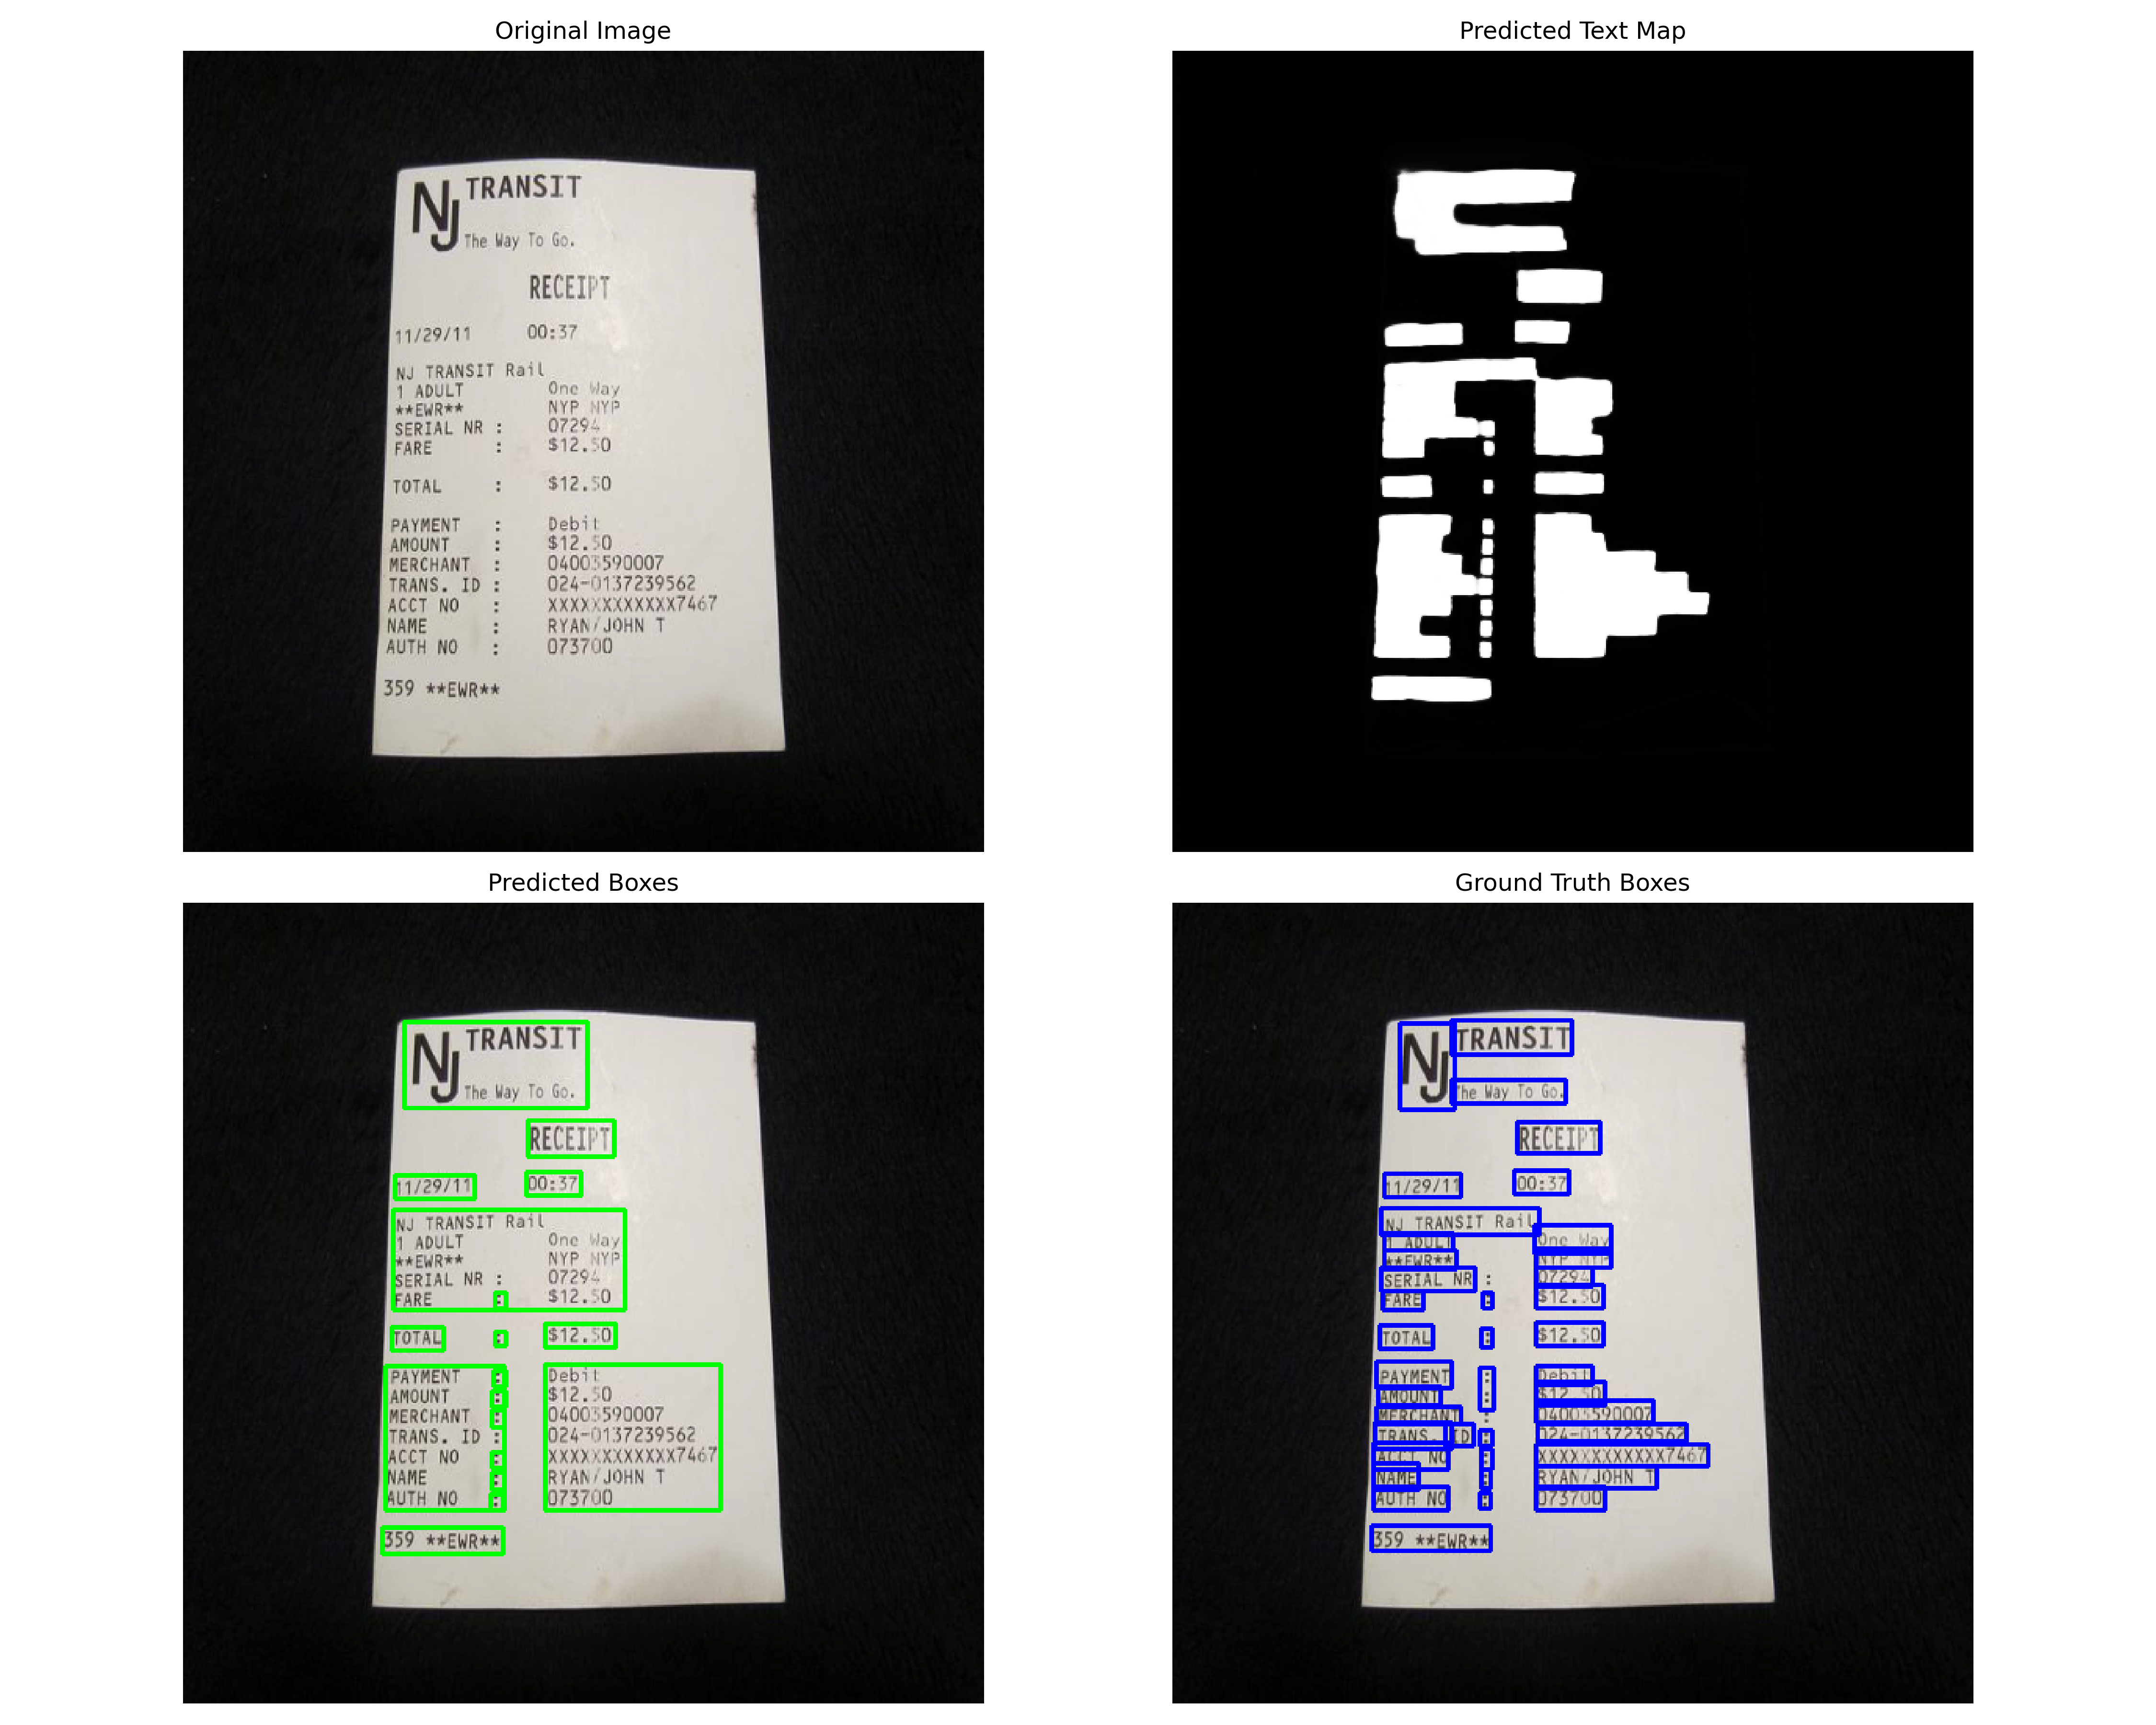 Original Image
NJ TRANSIT
The Way To Go.
RECEIPT
11/29/11 00:37
NJ TRANSIT Rail
1 ADULT One Way
**EWR** NYP NYP
SERIAL NR : 07294
FARE : $12.50
TOTAL : $12.50
PAYMENT : Debit
AMOUNT : $12.50
MERCHANT : 04003590007
TRANS. ID : 024-0137239562
ACCT NO : XXXXXXXXXXXX7467
NAME : RYAN/JOHN T
AUTH NO : 073700
359 **EWR**
Predicted Text Map
Predicted Boxes
NJ TRANSIT
The Way To Go.
RECEIPT
11/29/11 00:37
NJ TRANSIT Rail
1 ADULT One Way
**EWR** NYP NYP
SERIAL NR : 07294
FARE : $12.50
TOTAL : $12.50
PAYMENT : Debit
AMOUNT : $12.50
MERCHANT : 04003590007
TRANS. ID : 024-0137239562
ACCT NO : XXXXXXXXXXXX7467
NAME : RYAN/JOHN T
AUTH NO : 073700
359 **EWR**
Ground Truth Boxes
NJ TRANSIT
The Way To Go.
RECEIPT
11/29/11 00:37
NJ TRANSIT Rail
1 ADULT One Way
**EWR** NYP NYP
SERIAL NR : 07294
FARE : $12.50
TOTAL : $12.50
PAYMENT : Debit
AMOUNT : $12.50
MERCHANT : 04003590007
TRANS. ID : 024-0137239562
ACCT NO : XXXXXXXXXXXX7467
NAME : RYAN/JOHN T
AUTH NO : 073700
359 **EWR**